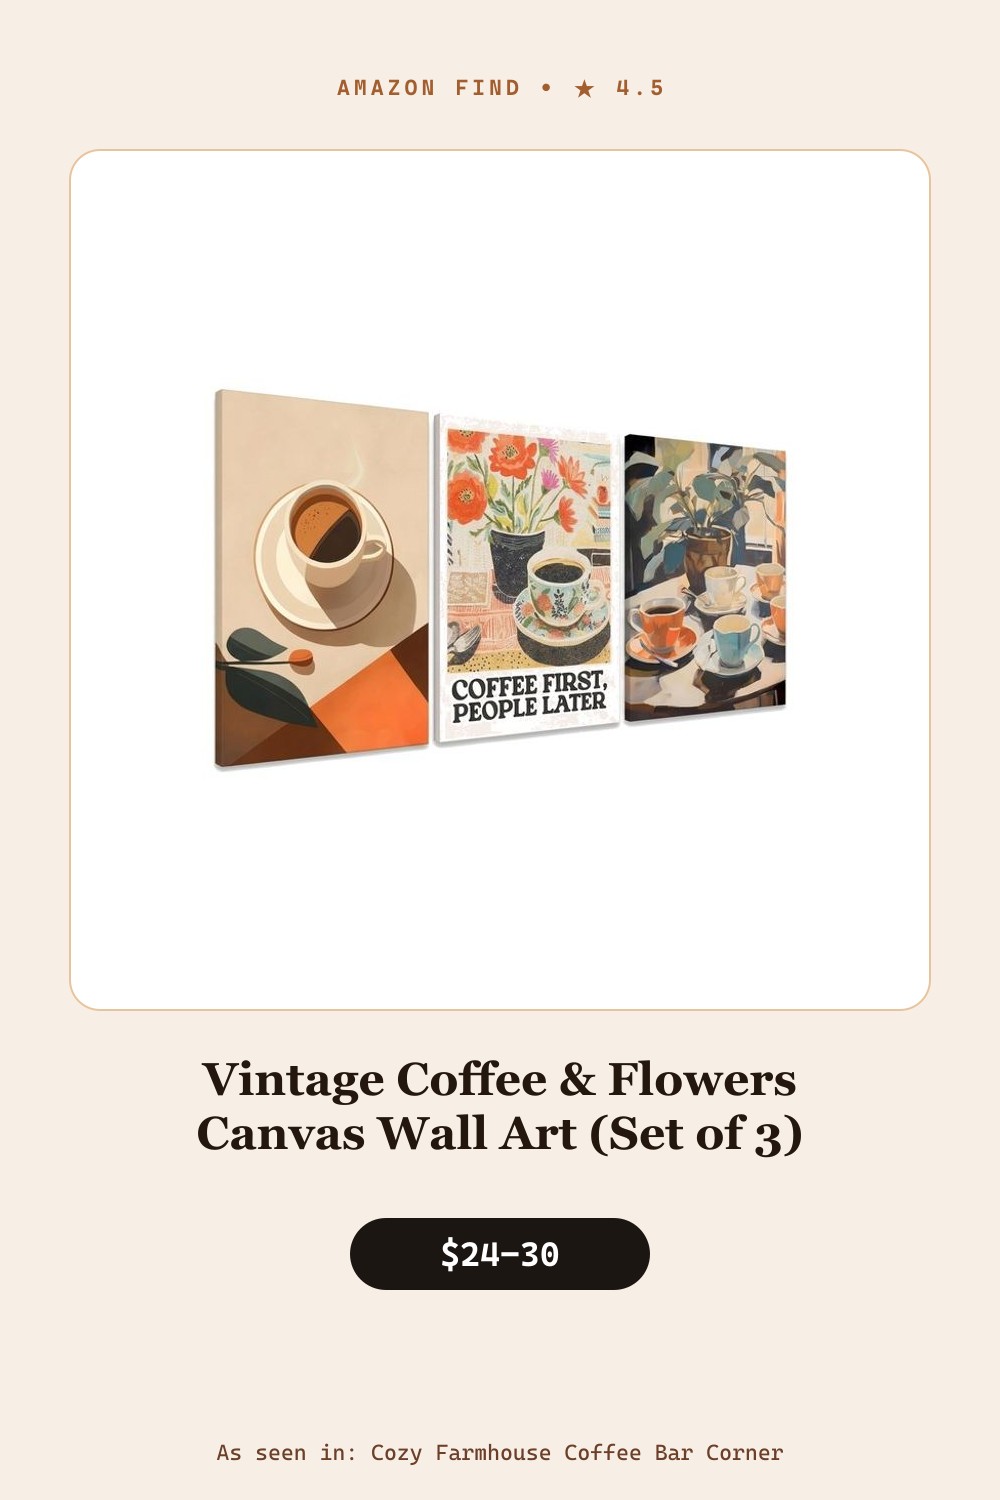 AMAZON FIND • ★ 4.5
COFFEE FIRST,
PEOPLE LATER
Vintage Coffee & Flowers
Canvas Wall Art (Set of 3)
$24–30
As seen in: Cozy Farmhouse Coffee Bar Corner